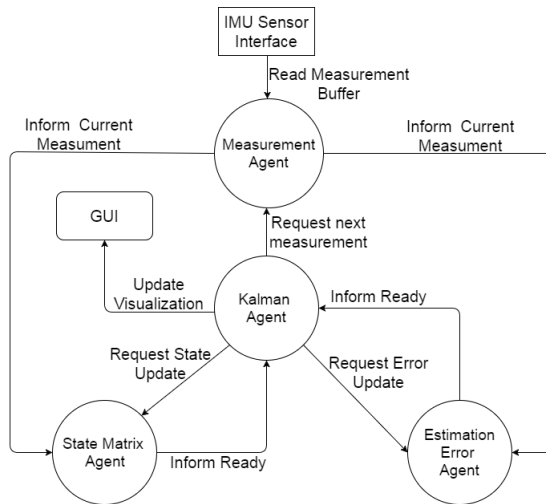 IMU Sensor
Interface
Read Measurement
Buffer
Inform Current
Measument
Inform Current
Measument
Measurement
Agent
GUI
Request next
measurement
Update
Visualization
Kalman
Agent
Inform Ready
Request State
Update
Request Error
Update
State Matrix
Agent
Inform Ready
Estimation
Error
Agent